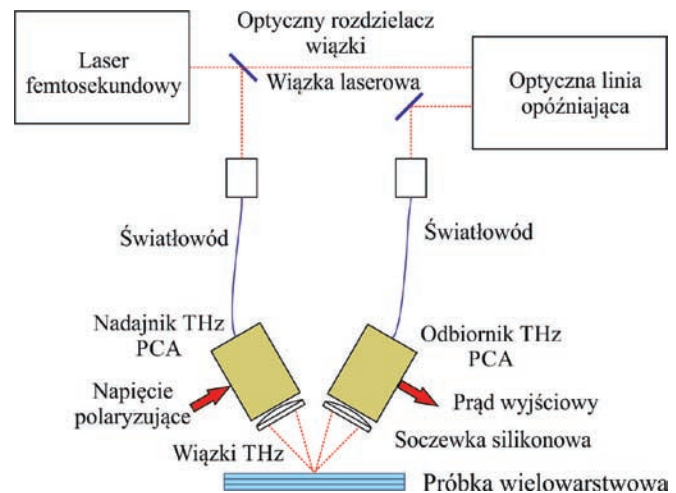 Optyczny rozdzielacz
wiązki
Laser
femtosekundowy
Wiązka laserowa
Optyczna linia
opóźniająca
Światłowód
Światłowód
Nadajnik THz
PCA
Odbiornik THz
PCA
Napięcie
polaryzujące
Prąd wyjściowy
Wiązki THz
Soczewka silikonowa
Próbka wielowarstwowa